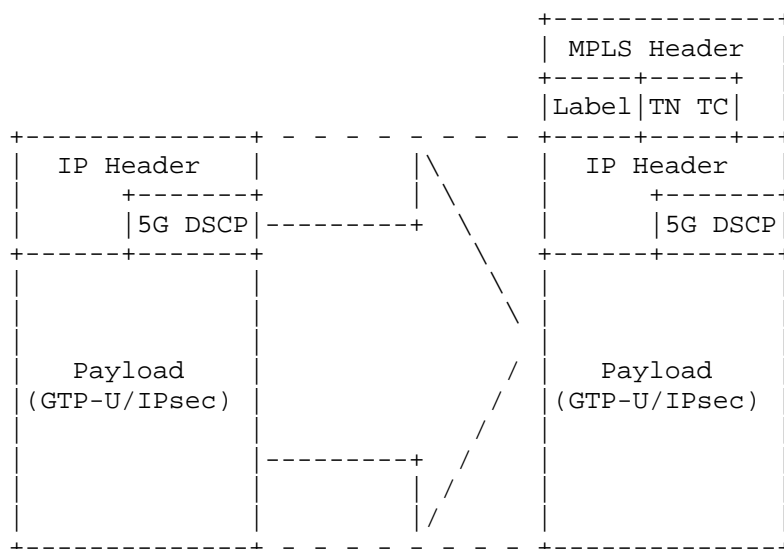 MPLS Header
Label TN TC
IP Header IP Header
5G DSCP 5G DSCP
Payload Payload
(GTP-U/IPsec) (GTP-U/IPsec)